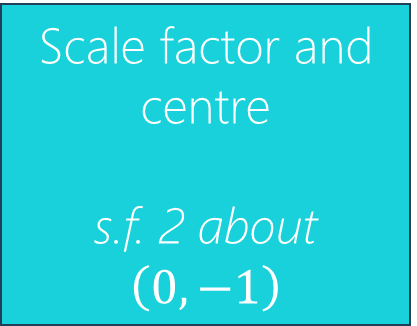 Scale factor and
centre
s.f. 2 about
(0, −1)